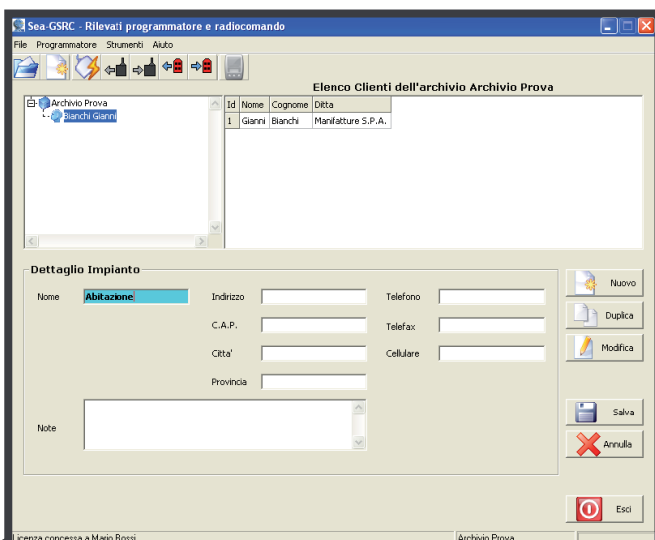 Sea-GSRC - Rilevati programmatore e radiocomando
File Programmatore Strumenti Aiuto
Elenco Clienti dell'archivio Archivio Prova
Archivio Prova
Bianchi Gianni
Id Nome Cognome Ditta
1 Gianni Bianchi Manifatture S.P.A.
Dettaglio Impianto
Nome Abitazione Indirizzo Telefono
C.A.P. Telefax
Citta' Cellulare
Provincia
Note
Nuovo
Duplica
Modifica
Salva
Annulla
Esci
Licenza concessa a Mario Rossi Archivio Prova